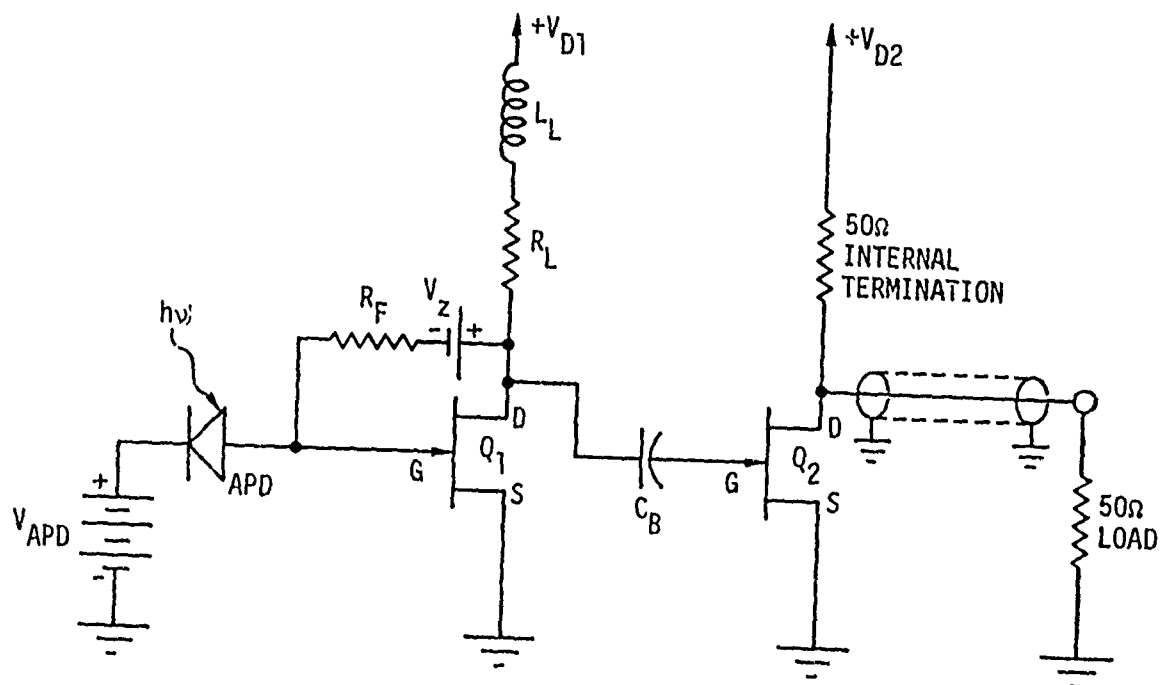 +V_D1
+V_D2
L_L
R_L
50Ω
INTERNAL
TERMINATION
R_F
V_z
- +
hν
D
Q_1
G
S
APD
+
V_APD
-
C_B
D
Q_2
G
S
50Ω
LOAD